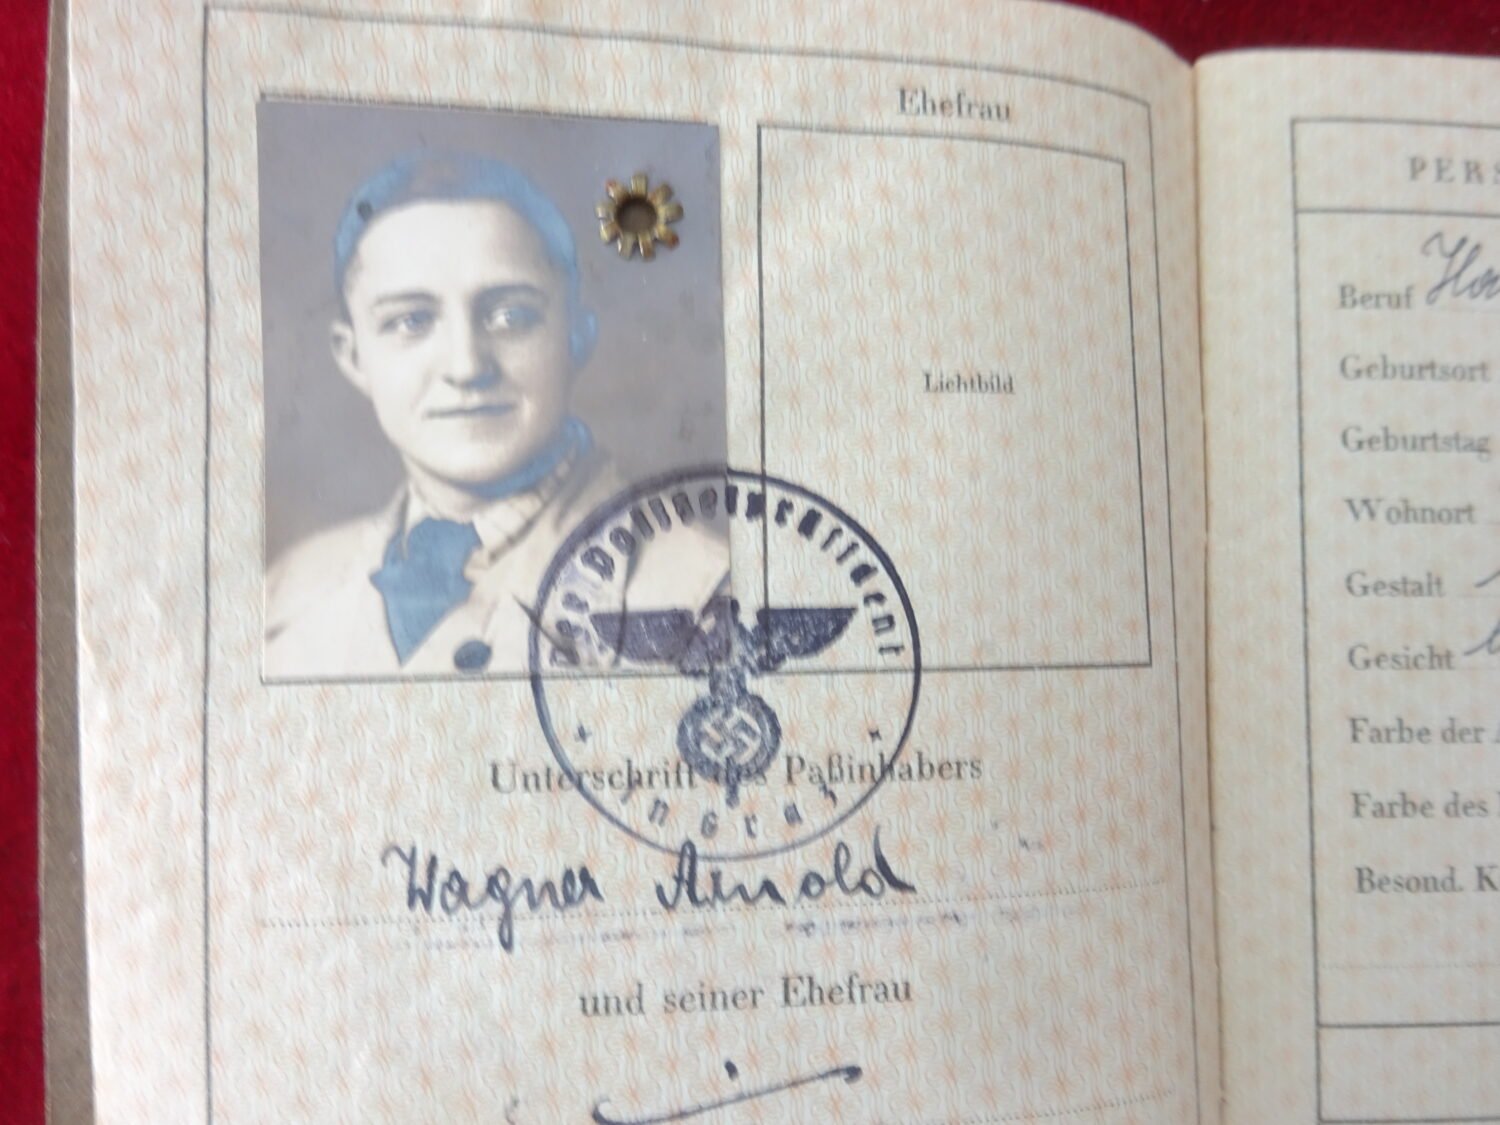 Ehefrau
Lichtbild
Der Polizeipräsident
in Graz
Unterschrift des Paßinhabers
Wagner Arnold
und seiner Ehefrau
PERS
Beruf
Geburtsort
Geburtstag
Wohnort
Gestalt
Gesicht
Farbe der
Farbe des
Besond. K